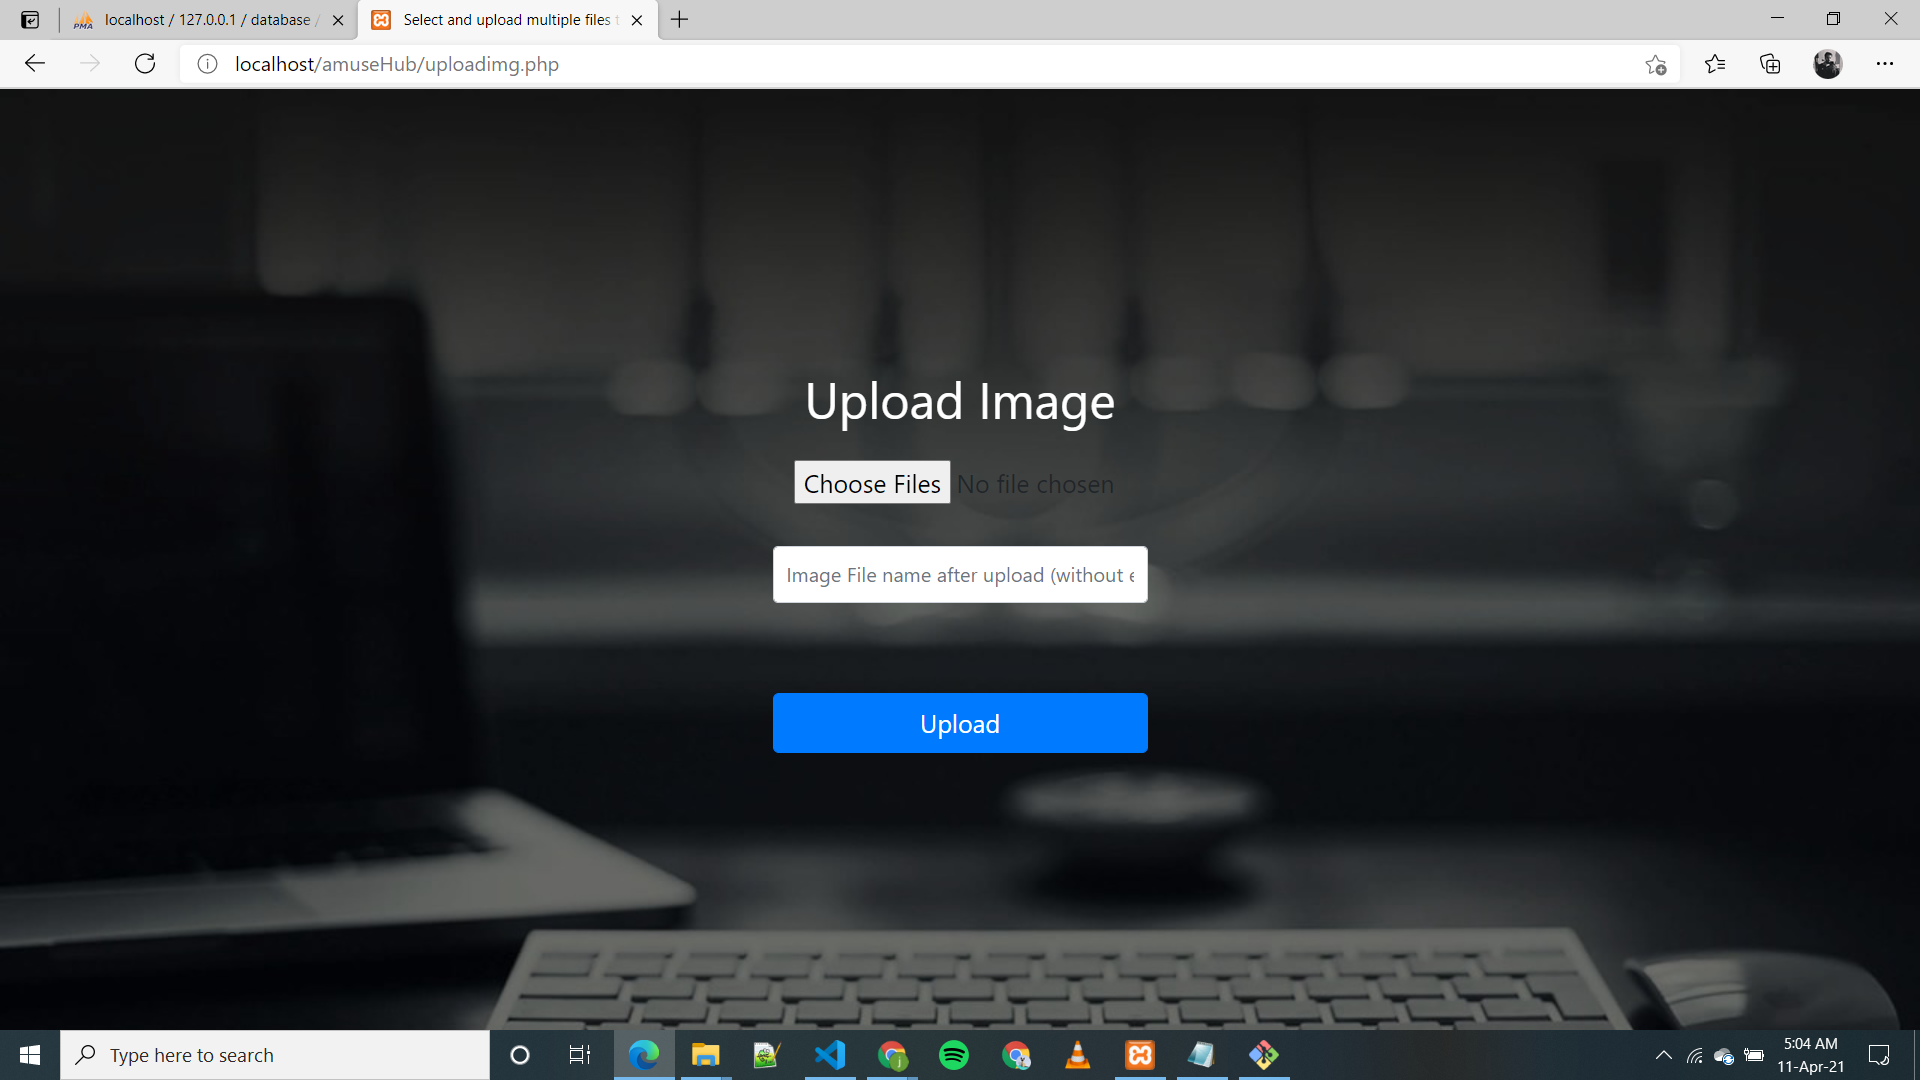 localhost / 127.0.0.1 / database /
Select and upload multiple files t
localhost/amuseHub/uploadimg.php
Upload Image
Choose Files No file chosen
Image File name after upload (without e
Upload
Type here to search
5:04 AM
11-Apr-21